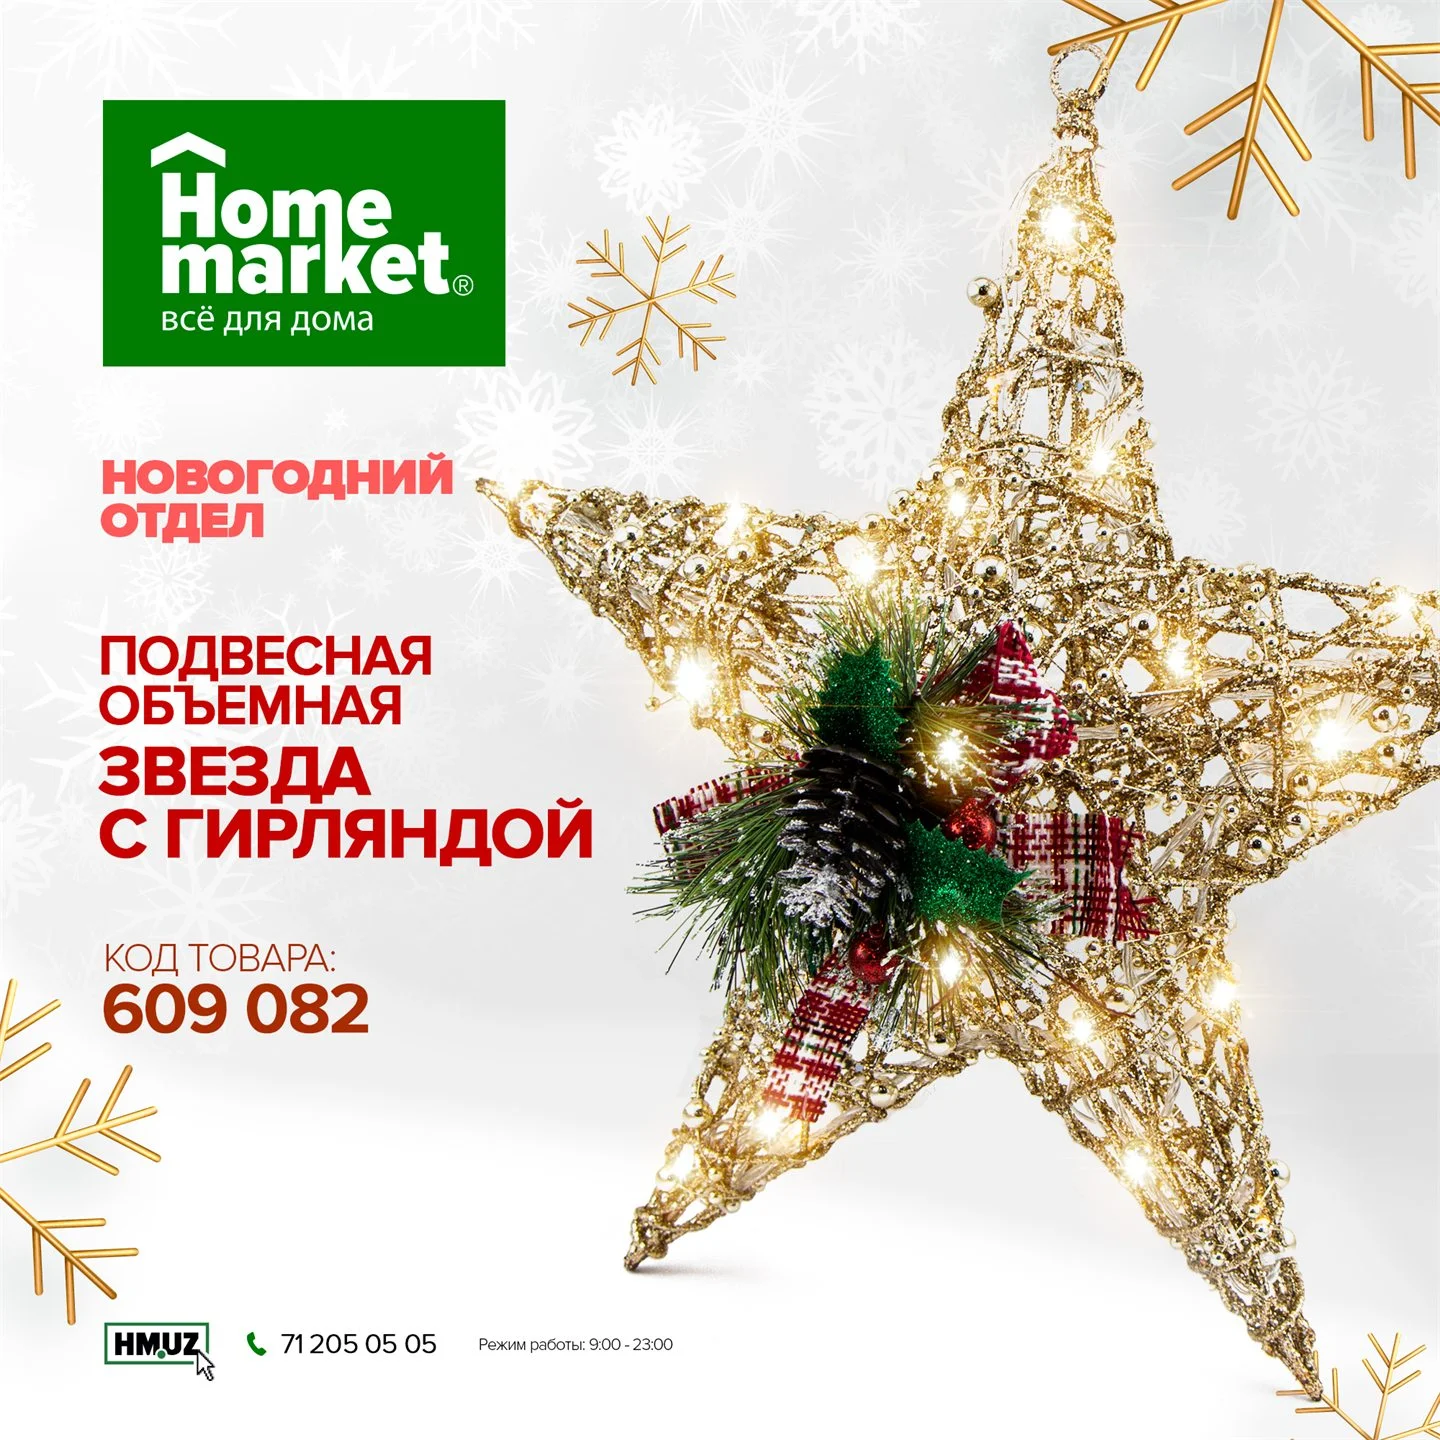 Home
market®
всё для дома
НОВОГОДНИЙ
ОТДЕЛ
ПОДВЕСНАЯ
ОБЪЕМНАЯ
ЗВЕЗДА
С ГИРЛЯНДОЙ
КОД ТОВАРА:
609 082
HM.UZ 71 205 05 05 Режим работы: 9:00 - 23:00